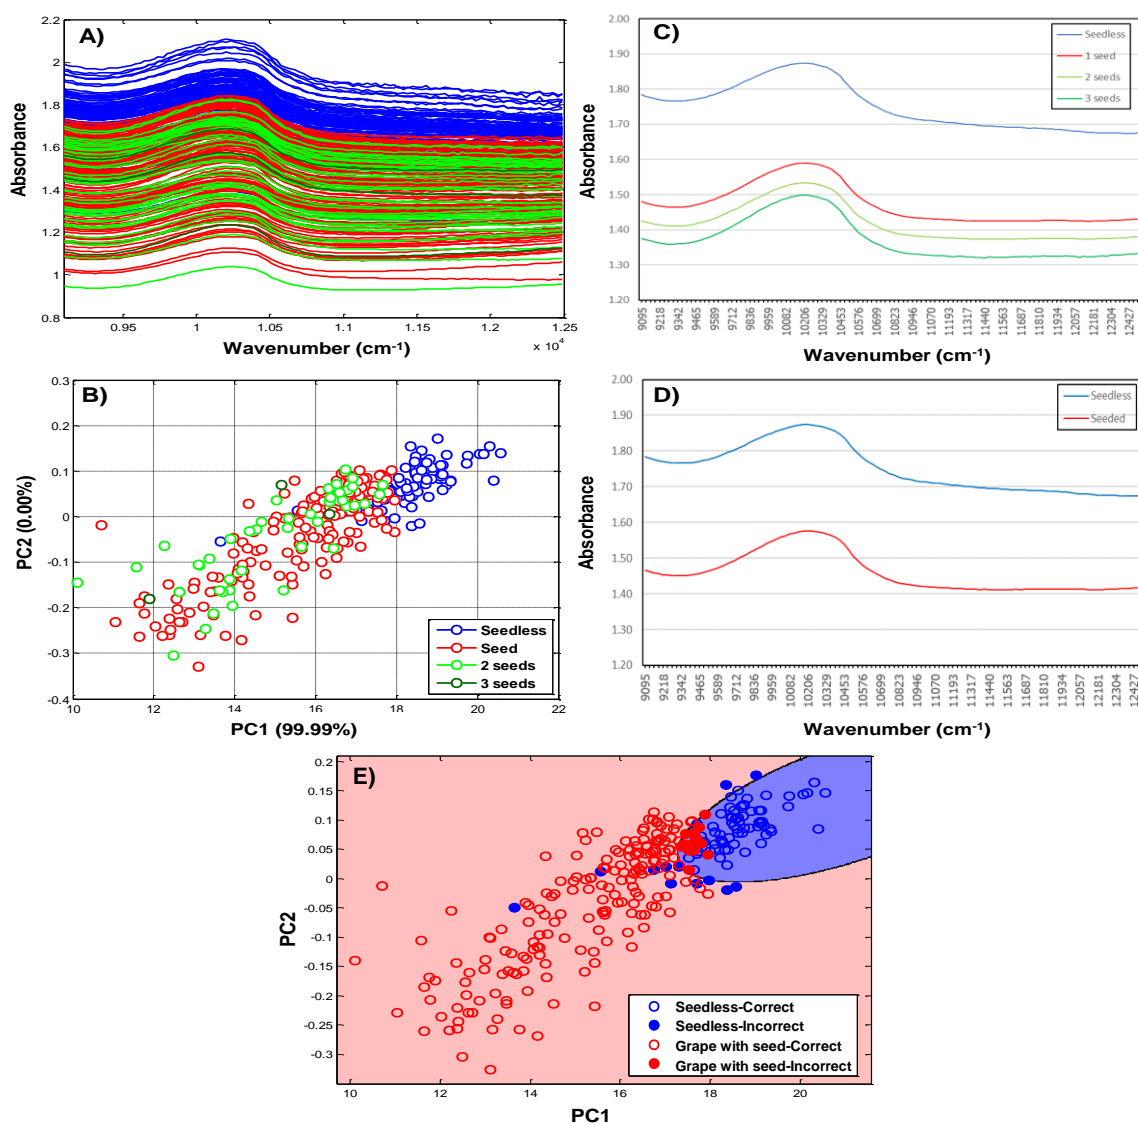 A)
2.2
2
1.8
1.6
1.4
1.2
1
0.8
Absorbance
0.95 1 1.05 1.1 1.15 1.2 1.25
x 10⁴
Wavenumber (cm⁻¹)
C)
Seedless
1 seed
2 seeds
3 seeds
2.00
1.90
1.80
1.70
1.60
1.50
1.40
1.30
1.20
Absorbance
9095 9218 9342 9465 9589 9712 9836 9959 10082 10206 10329 10453 10576 10699 10823 10946 11070 11193 11317 11440 11563 11687 11810 11934 12057 12181 12304 12427
Wavenumber (cm⁻¹)
B)
0.3
0.2
0.1
0
-0.1
-0.2
-0.3
-0.4
PC2 (0.00%)
Seedless
Seed
2 seeds
3 seeds
10 12 14 16 18 20 22
PC1 (99.99%)
D)
Seedless
Seeded
2.00
1.90
1.80
1.70
1.60
1.50
1.40
1.30
1.20
Absorbance
9095 9218 9342 9465 9589 9712 9836 9959 10082 10206 10329 10453 10576 10699 10823 10946 11070 11193 11317 11440 11563 11687 11810 11934 12057 12181 12304 12427
Wavenumber (cm⁻¹)
E)
0.2
0.15
0.1
0.05
0
-0.05
-0.1
-0.15
-0.2
-0.25
-0.3
PC2
Seedless-Correct
Seedless-Incorrect
Grape with seed-Correct
Grape with seed-Incorrect
10 12 14 16 18 20
PC1